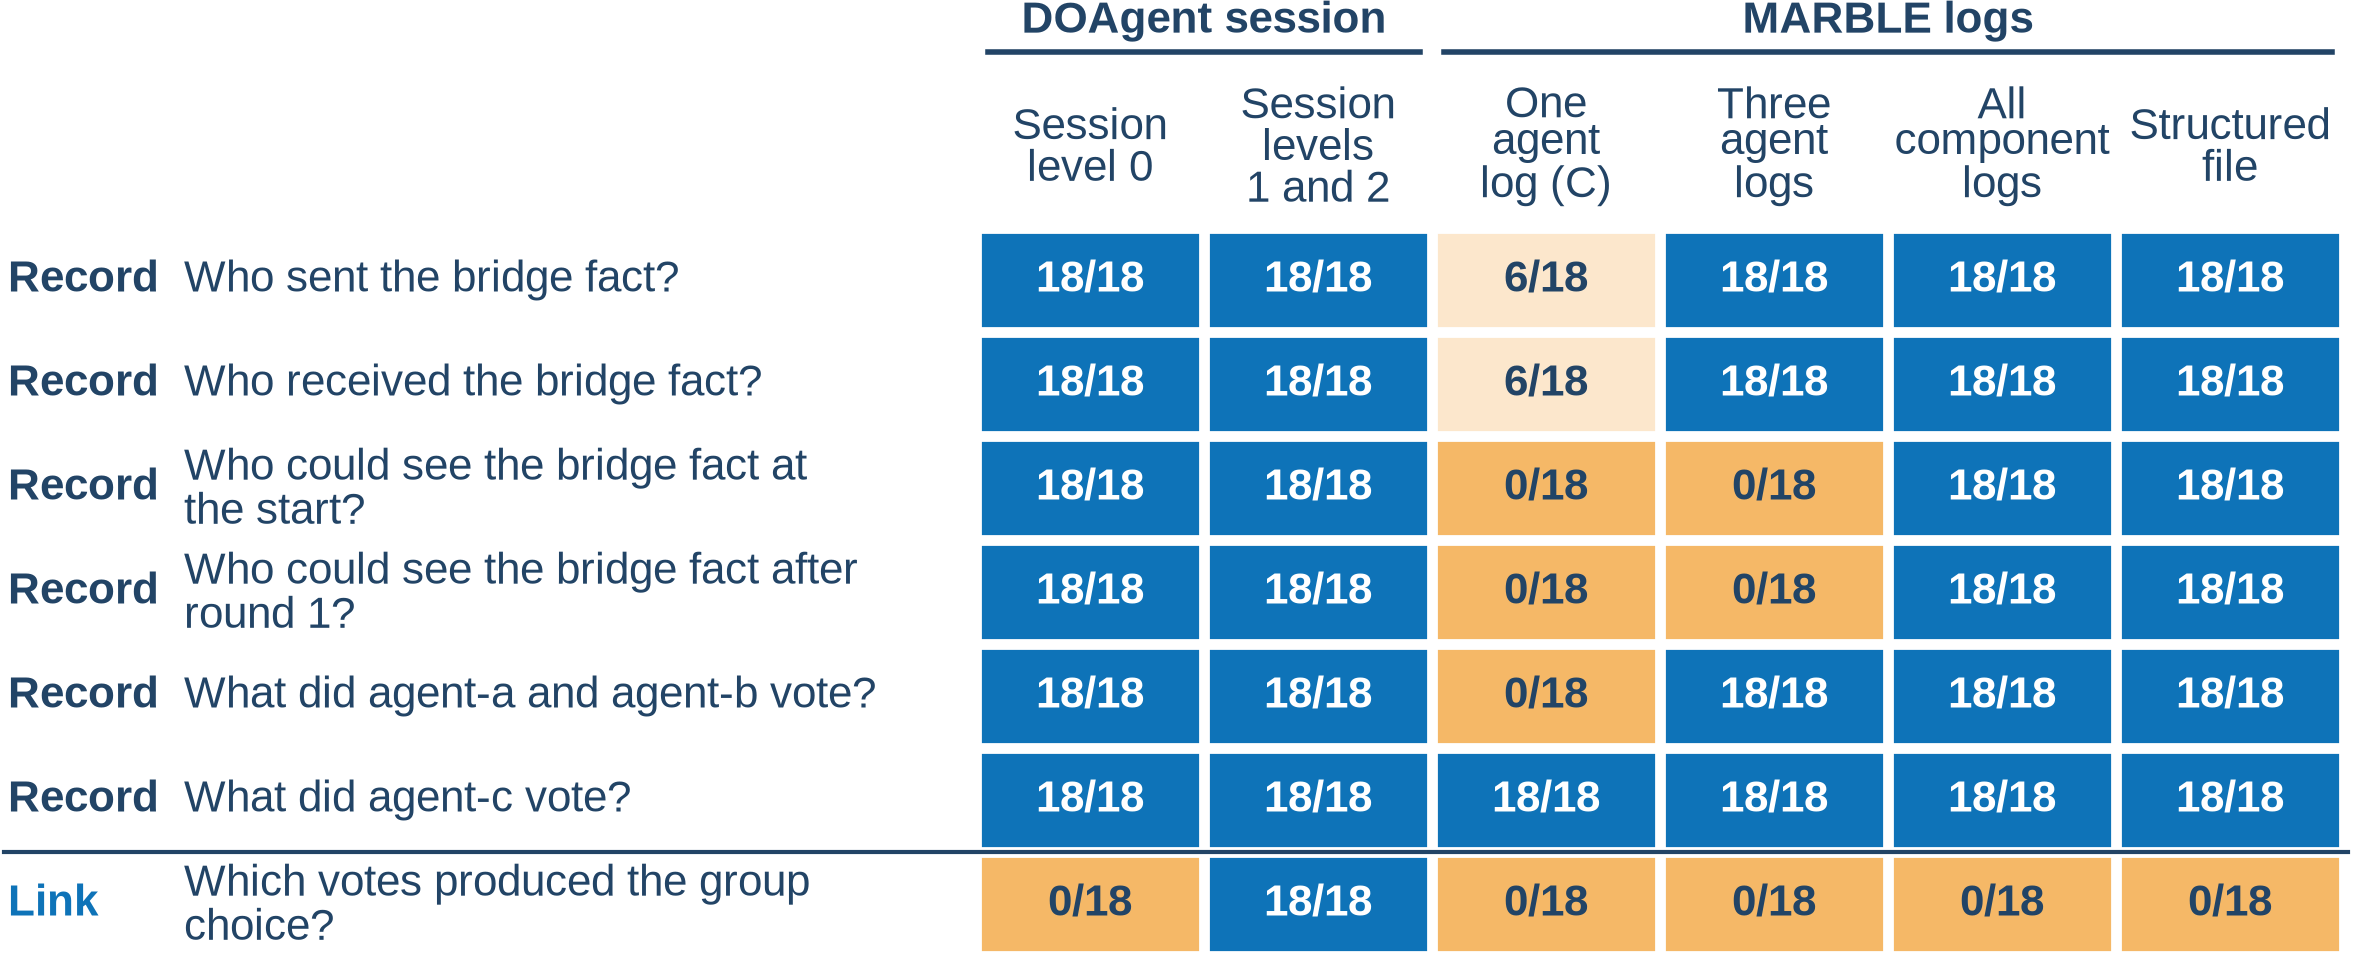 DOAgent session MARBLE logs
Session level 0
Session levels 1 and 2
One agent log (C)
Three agent logs
All component logs
Structured file
Record Who sent the bridge fact? 18/18 18/18 6/18 18/18 18/18 18/18
Record Who received the bridge fact? 18/18 18/18 6/18 18/18 18/18 18/18
Record Who could see the bridge fact at
the start? 18/18 18/18 0/18 0/18 18/18 18/18
Record Who could see the bridge fact after
round 1? 18/18 18/18 0/18 0/18 18/18 18/18
Record What did agent-a and agent-b vote? 18/18 18/18 0/18 18/18 18/18 18/18
Record What did agent-c vote? 18/18 18/18 18/18 18/18 18/18 18/18
Link Which votes produced the group
choice? 0/18 18/18 0/18 0/18 0/18 0/18